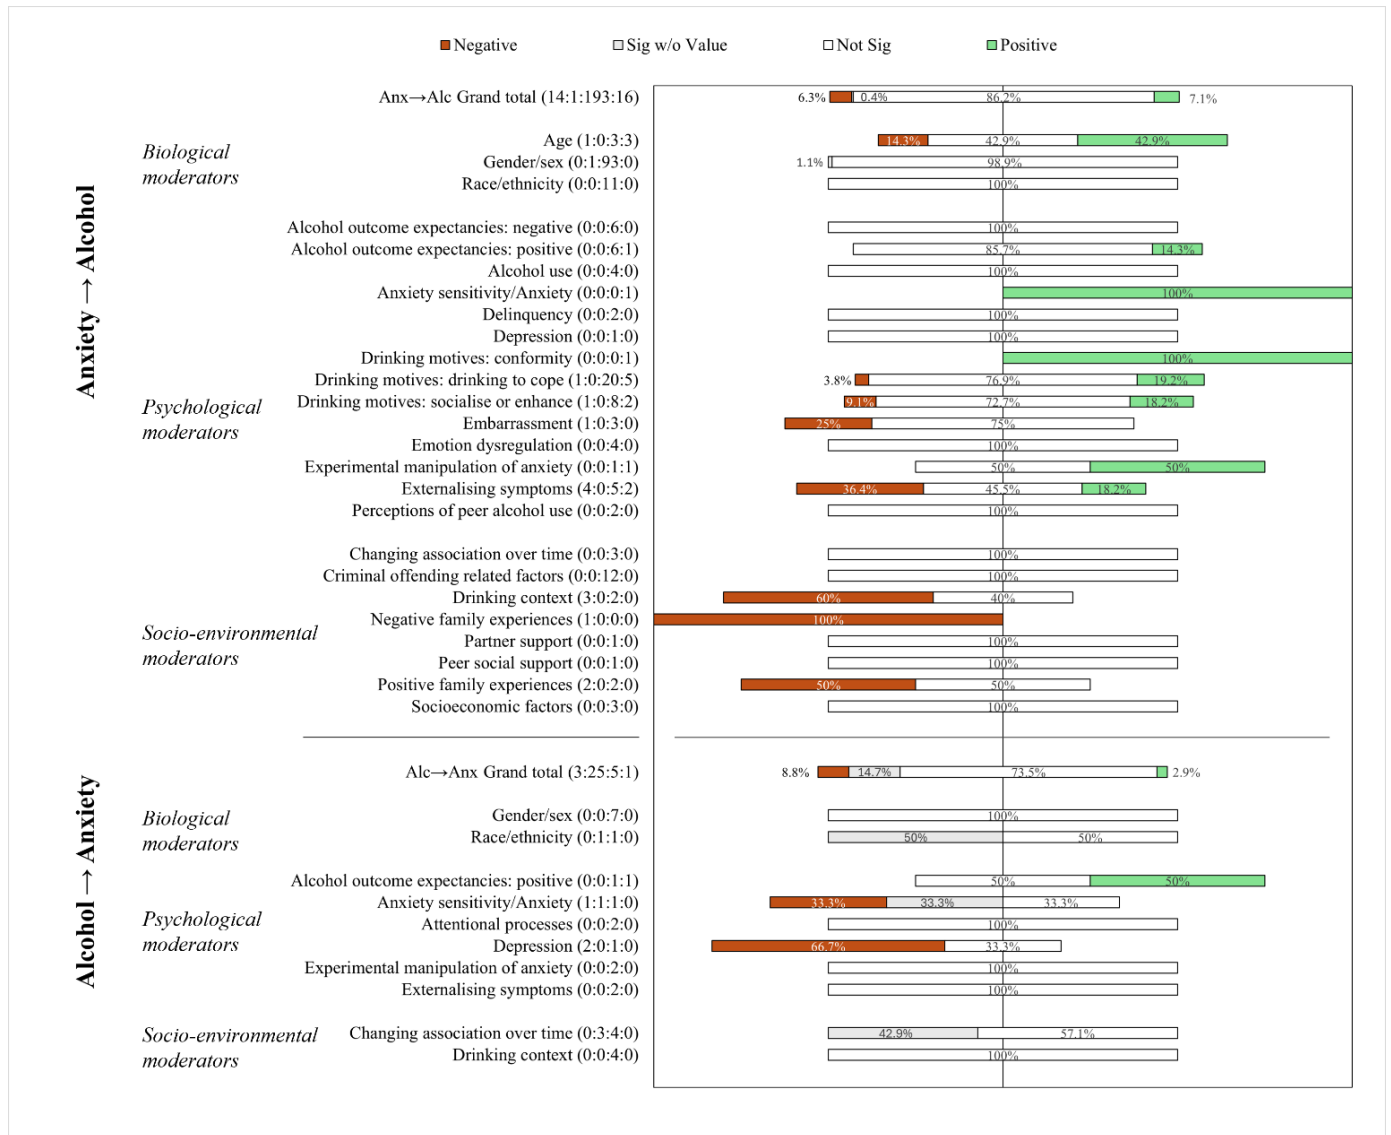 Negative Sig w/o Value Not Sig Positive
Anx→Alc Grand total (14:1:193:16) 6.3% 0.4% 86.2% 7.1%
Anxiety → Alcohol
Biological
moderators
Age (1:0:3:3) 14.3% 42.9% 42.9%
Gender/sex (0:1:93:0) 1.1% 98.9%
Race/ethnicity (0:0:11:0) 100%
Psychological
moderators
Alcohol outcome expectancies: negative (0:0:6:0) 100%
Alcohol outcome expectancies: positive (0:0:6:1) 85.7% 14.3%
Alcohol use (0:0:4:0) 100%
Anxiety sensitivity/Anxiety (0:0:0:1) 100%
Delinquency (0:0:2:0) 100%
Depression (0:0:1:0) 100%
Drinking motives: conformity (0:0:0:1) 100%
Drinking motives: drinking to cope (1:0:20:5) 3.8% 76.9% 19.2%
Drinking motives: socialise or enhance (1:0:8:2) 9.1% 72.7% 18.2%
Embarrassment (1:0:3:0) 25% 75%
Emotion dysregulation (0:0:4:0) 100%
Experimental manipulation of anxiety (0:0:1:1) 50% 50%
Externalising symptoms (4:0:5:2) 36.4% 45.5% 18.2%
Perceptions of peer alcohol use (0:0:2:0) 100%
Socio-environmental
moderators
Changing association over time (0:0:3:0) 100%
Criminal offending related factors (0:0:12:0) 100%
Drinking context (3:0:2:0) 60% 40%
Negative family experiences (1:0:0:0) 100%
Partner support (0:0:1:0) 100%
Peer social support (0:0:1:0) 100%
Positive family experiences (2:0:2:0) 50% 50%
Socioeconomic factors (0:0:3:0) 100%
Alcohol → Anxiety
Alc→Anx Grand total (3:25:5:1) 8.8% 14.7% 73.5% 2.9%
Biological
moderators
Gender/sex (0:0:7:0) 100%
Race/ethnicity (0:1:1:0) 50% 50%
Psychological
moderators
Alcohol outcome expectancies: positive (0:0:1:1) 50% 50%
Anxiety sensitivity/Anxiety (1:1:1:0) 33.3% 33.3% 33.3%
Attentional processes (0:0:2:0) 100%
Depression (2:0:1:0) 66.7% 33.3%
Experimental manipulation of anxiety (0:0:2:0) 100%
Externalising symptoms (0:0:2:0) 100%
Socio-environmental
moderators
Changing association over time (0:3:4:0) 42.9% 57.1%
Drinking context (0:0:4:0) 100%